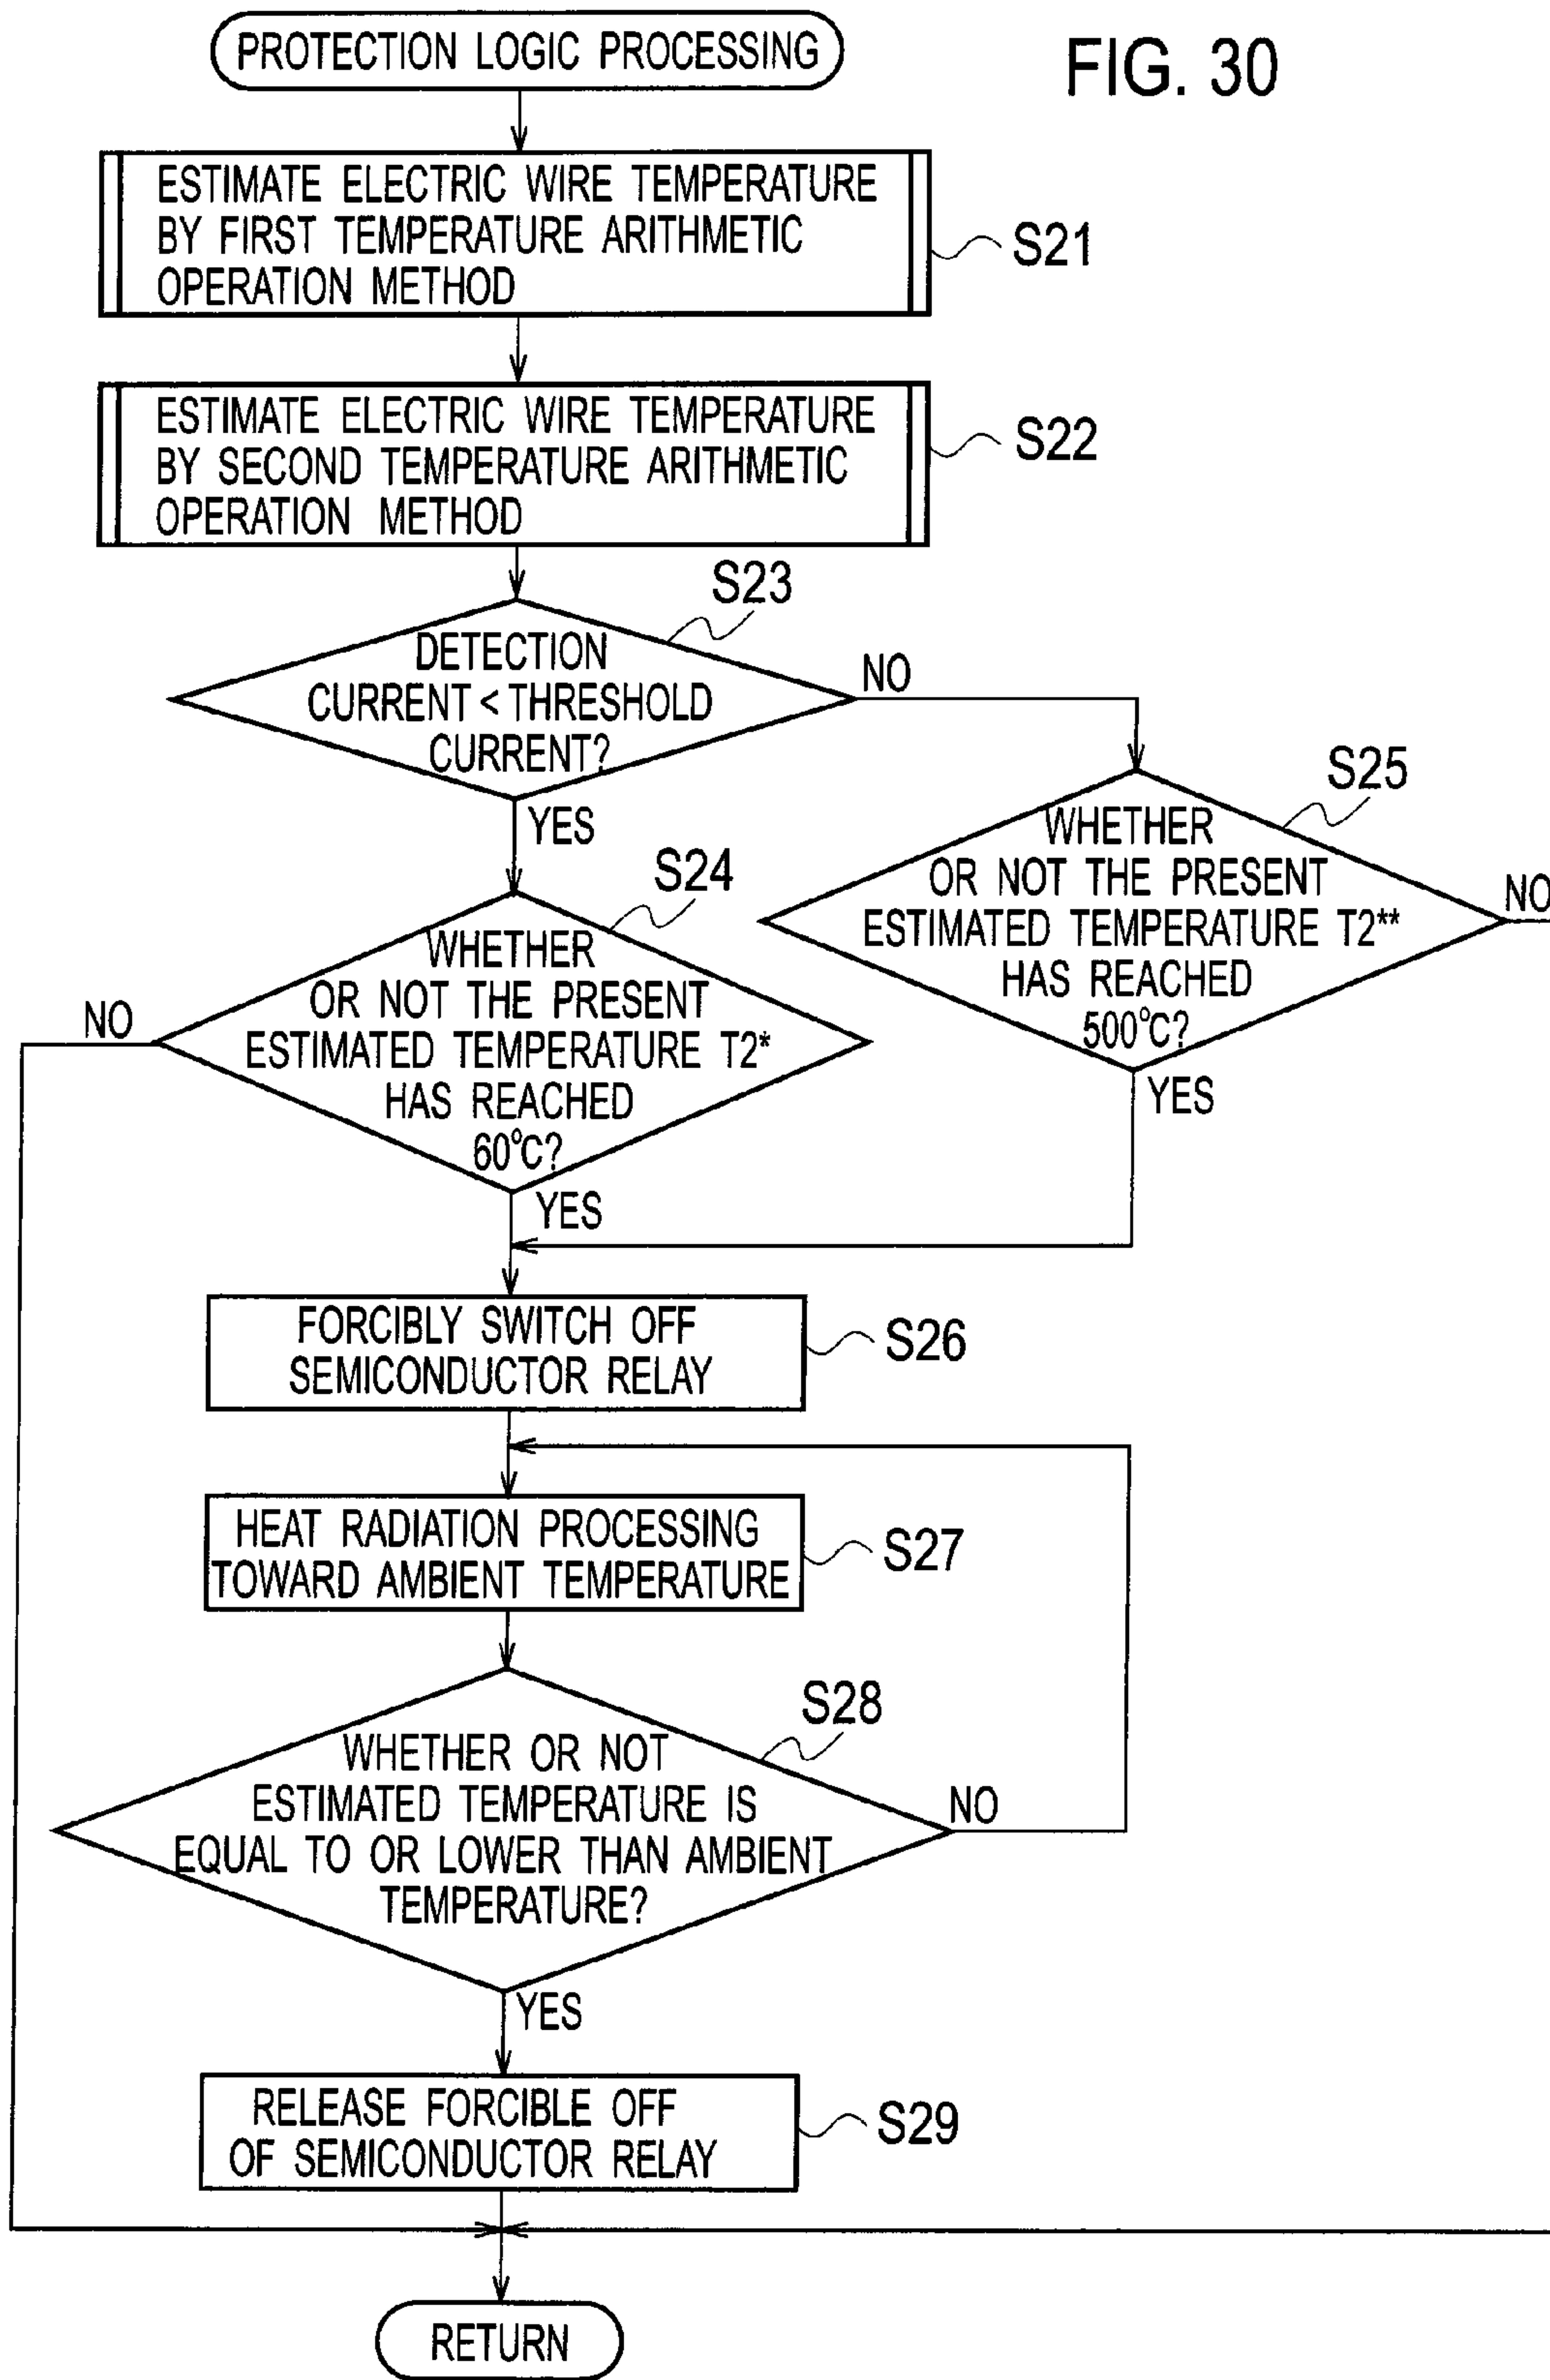 PROTECTION LOGIC PROCESSING
FIG. 30
ESTIMATE ELECTRIC WIRE TEMPERATURE
BY FIRST TEMPERATURE ARITHMETIC
OPERATION METHOD
S21
ESTIMATE ELECTRIC WIRE TEMPERATURE
BY SECOND TEMPERATURE ARITHMETIC
OPERATION METHOD
S22
S23
DETECTION
CURRENT < THRESHOLD
CURRENT?
NO
YES
S25
WHETHER
OR NOT THE PRESENT
ESTIMATED TEMPERATURE T2**
HAS REACHED
500°C?
NO
YES
S24
WHETHER
OR NOT THE PRESENT
ESTIMATED TEMPERATURE T2*
HAS REACHED
60°C?
NO
YES
FORCIBLY SWITCH OFF
SEMICONDUCTOR RELAY
S26
HEAT RADIATION PROCESSING
TOWARD AMBIENT TEMPERATURE
S27
S28
WHETHER OR NOT
ESTIMATED TEMPERATURE IS
EQUAL TO OR LOWER THAN AMBIENT
TEMPERATURE?
NO
YES
RELEASE FORCIBLE OFF
OF SEMICONDUCTOR RELAY
S29
RETURN